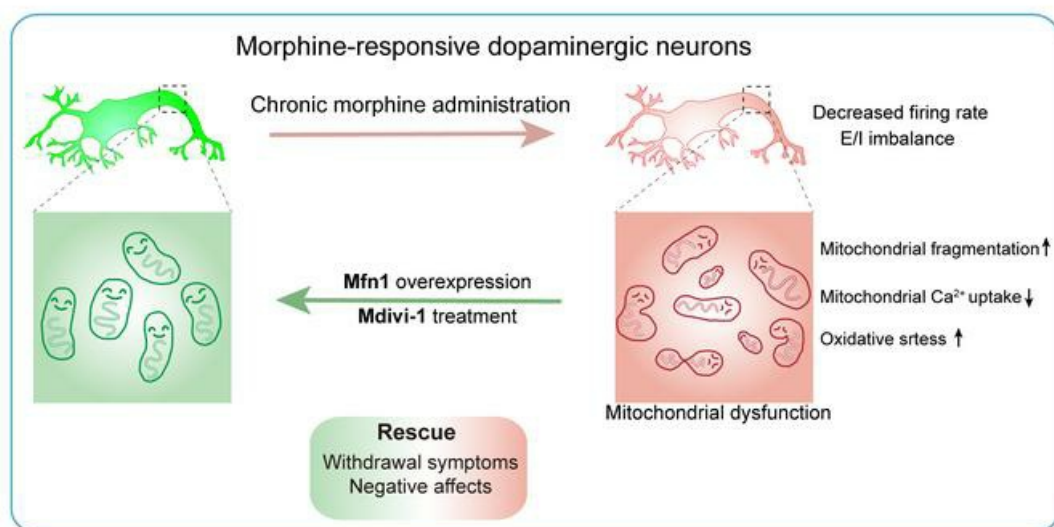 Morphine-responsive dopaminergic neurons
Chronic morphine administration
Decreased firing rate
E/I imbalance
Mfn1 overexpression
Mdivi-1 treatment
Mitochondrial fragmentation↑
Mitochondrial Ca²⁺ uptake↓
Oxidative srtess ↑
Mitochondrial dysfunction
Rescue
Withdrawal symptoms
Negative affects